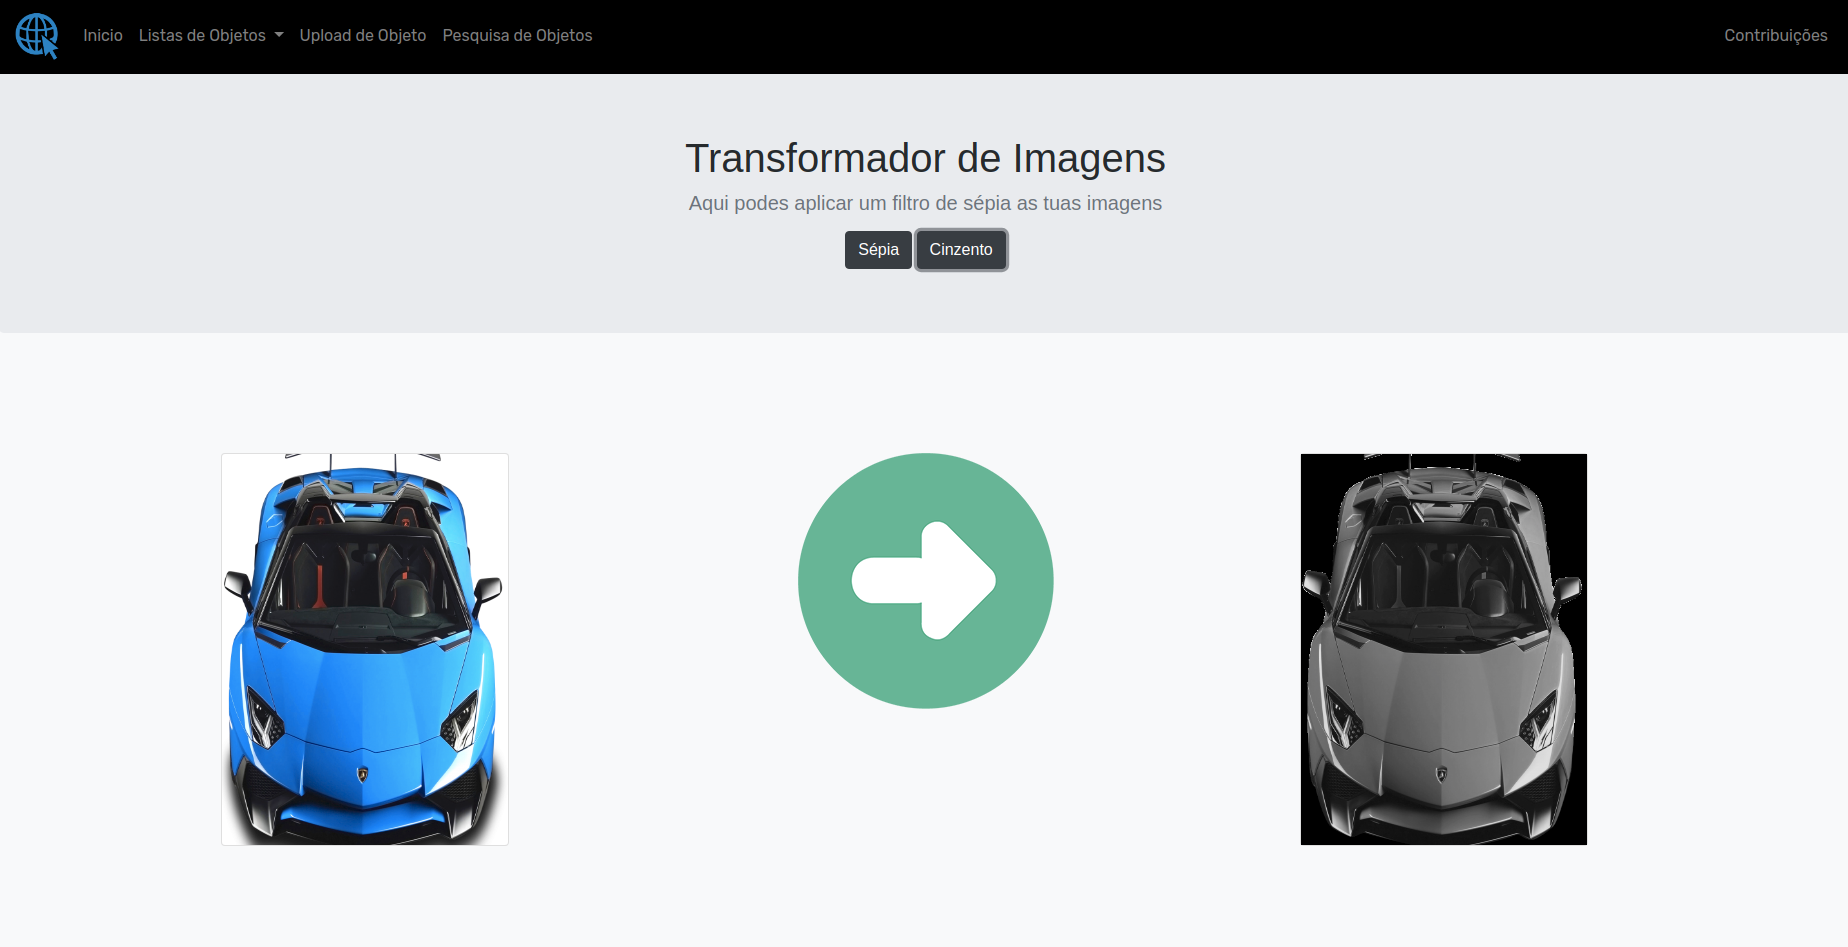 Inicio Listas de Objetos Upload de Objeto Pesquisa de Objetos Contribuições
Transformador de Imagens
Aqui podes aplicar um filtro de sépia as tuas imagens
Sépia Cinzento